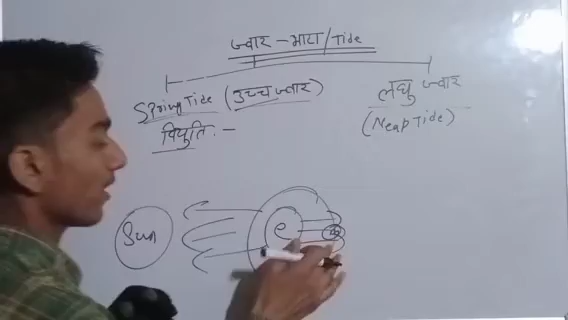 ज्वार-भाटा/Tide
Spring Tide (उच्च ज्वार)
लघु ज्वार
(Neap Tide)
वियुति:-
Sun
e